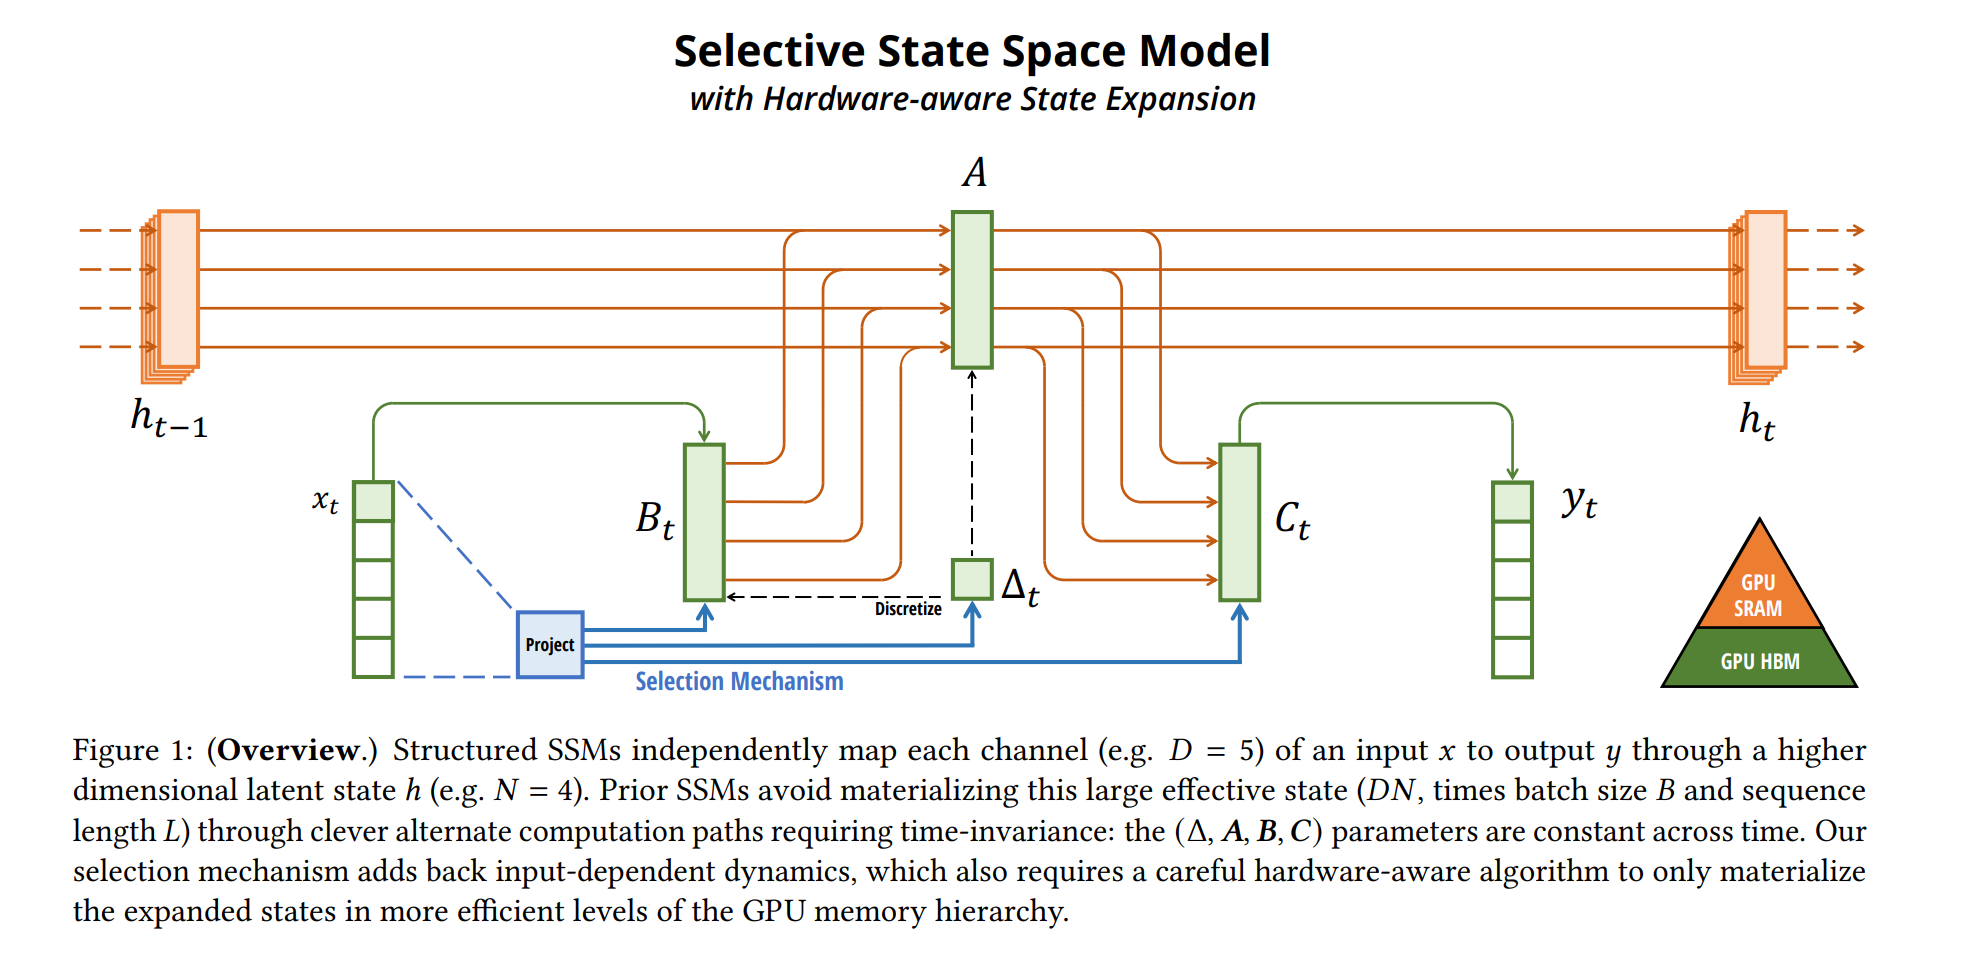 Selective State Space Model
with Hardware-aware State Expansion
A
h_{t−1}
h_t
x_t
B_t
C_t
y_t
Δ_t
Discretize
Project
Selection Mechanism
GPU
SRAM
GPU HBM
Figure 1: (Overview.) Structured SSMs independently map each channel (e.g. D = 5) of an input x to output y through a higher
dimensional latent state h (e.g. N = 4). Prior SSMs avoid materializing this large effective state (DN, times batch size B and sequence
length L) through clever alternate computation paths requiring time-invariance: the (Δ, A, B, C) parameters are constant across time. Our
selection mechanism adds back input-dependent dynamics, which also requires a careful hardware-aware algorithm to only materialize
the expanded states in more efficient levels of the GPU memory hierarchy.